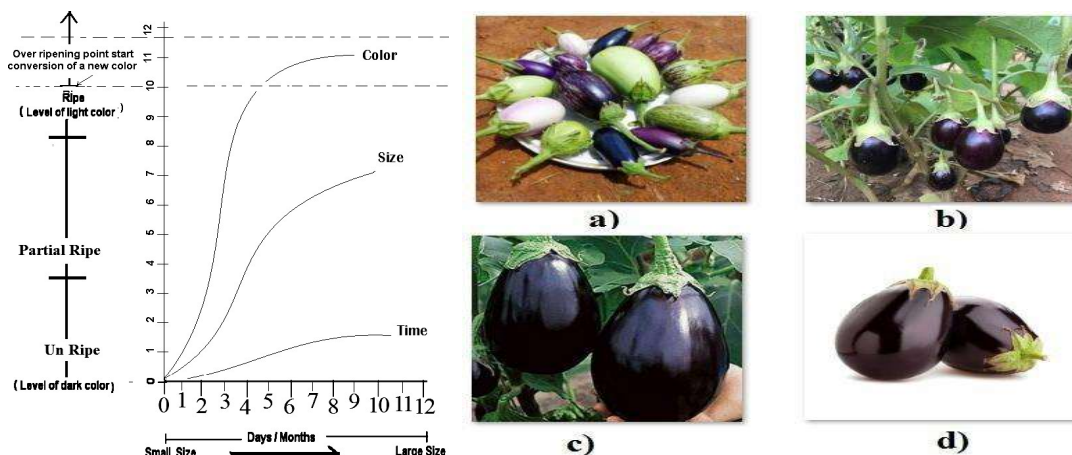 Over ripening point start
conversion of a new color
Ripe
( Level of light color )
Partial Ripe
Un Ripe
( Level of dark color)
12
11
10
9
8
7
6
5
4
3
2
1
0
Color
Size
Time
0 1 2 3 4 5 6 7 8 9 10 11 12
Days / Months
Small Size
Large Size
a)
b)
c)
d)